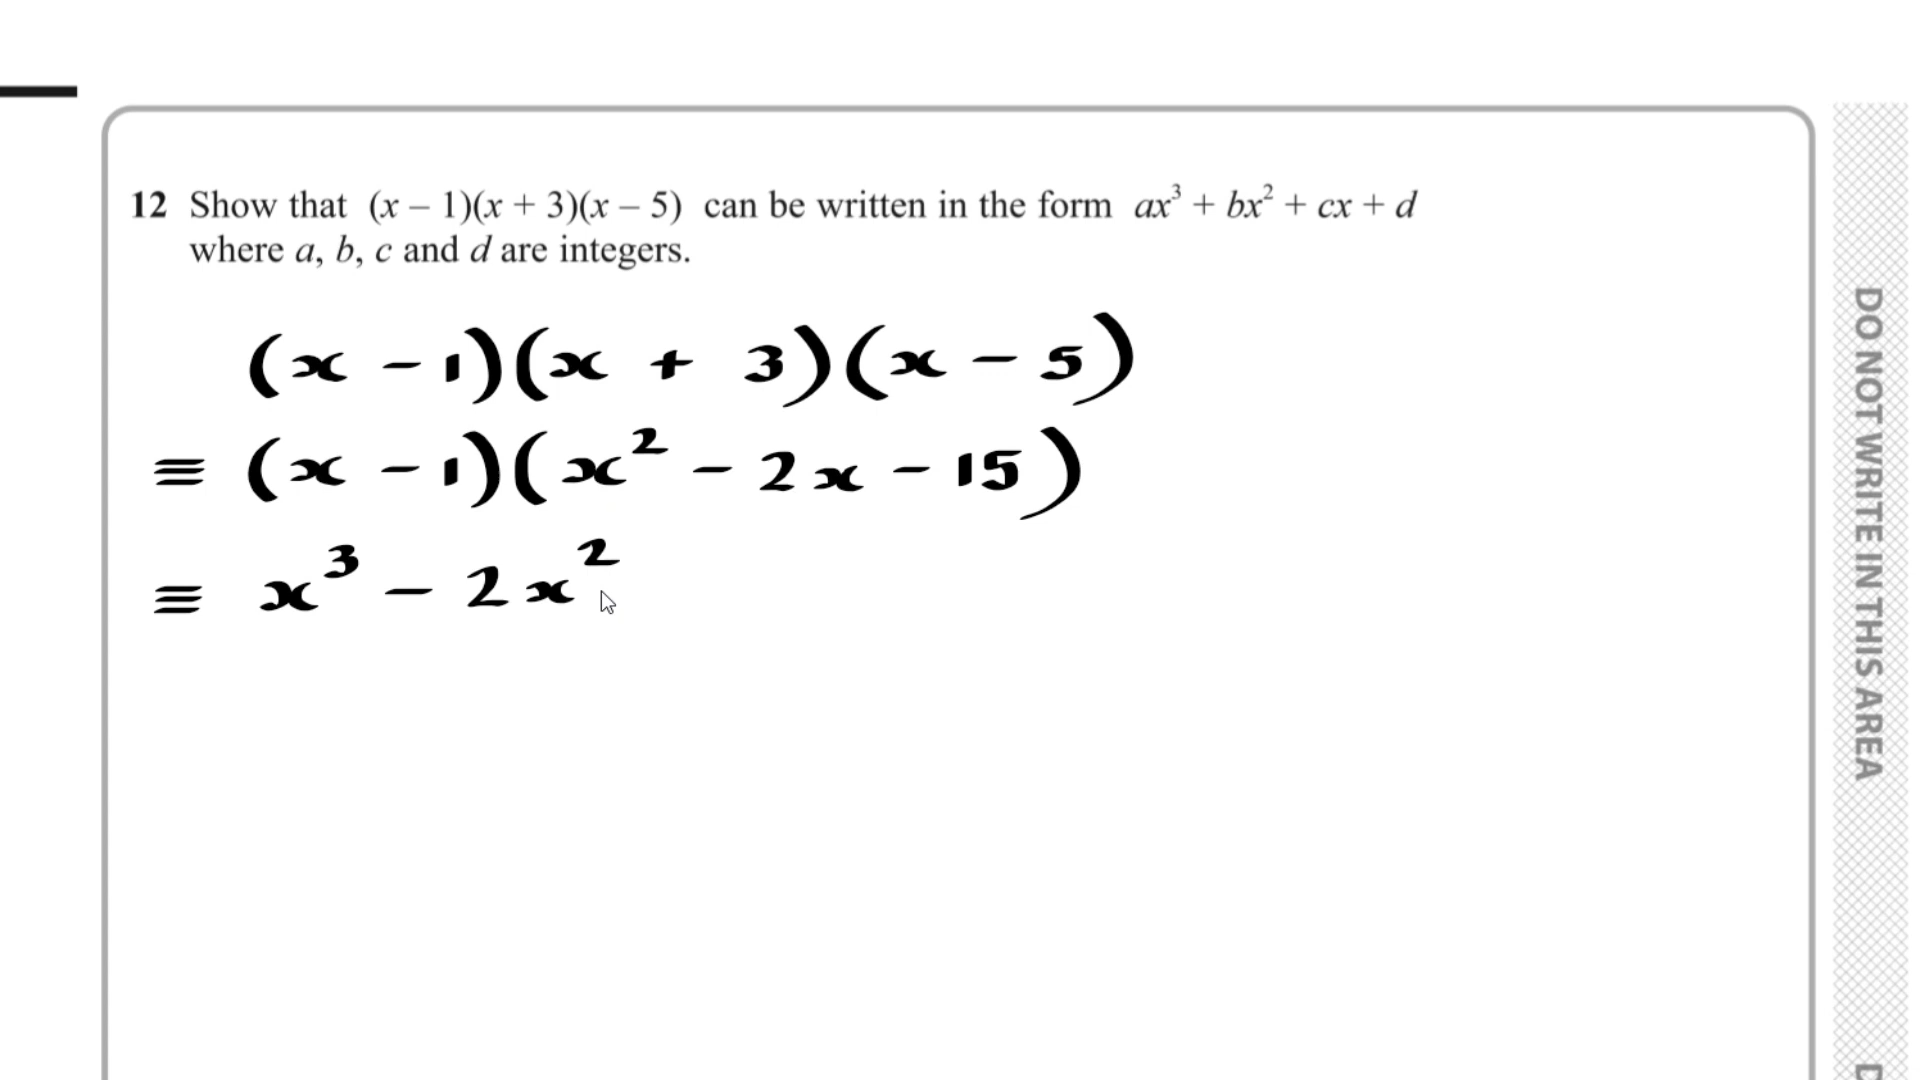 12 Show that (x – 1)(x + 3)(x – 5) can be written in the form ax³ + bx² + cx + d
where a, b, c and d are integers.
(x - 1)(x + 3)(x - 5)
≡ (x - 1)(x² - 2x - 15)
≡ x³ - 2x²
DO NOT WRITE IN THIS AREA